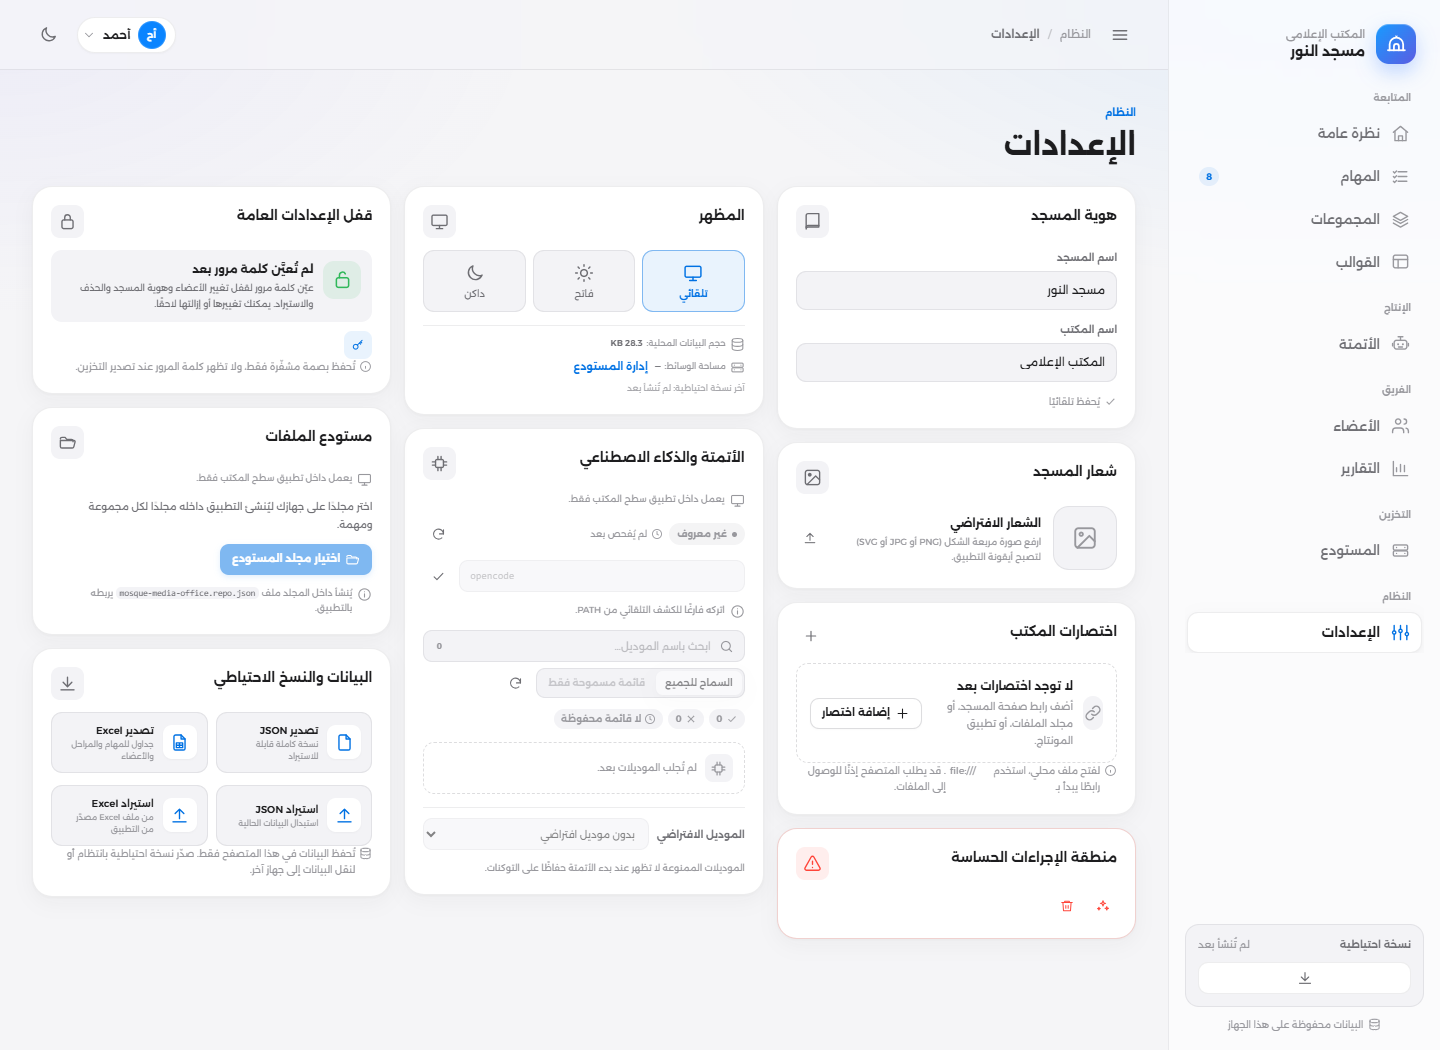 المكتب الإعلامي
مسجد النور
المتابعة
نظرة عامة
المهام
8
المجموعات
القوالب
الإنتاج
الأتمتة
الفريق
الأعضاء
التقارير
التخزين
المستودع
النظام
الإعدادات
نسخة احتياطية
لم تُنشأ بعد
البيانات محفوظة على هذا الجهاز
النظام / الإعدادات
أح
أحمد
النظام
الإعدادات
هوية المسجد
اسم المسجد
مسجد النور
اسم المكتب
المكتب الإعلامي
يُحفظ تلقائيًا
شعار المسجد
الشعار الافتراضي
ارفع صورة مربعة الشكل (PNG أو JPG أو SVG)
لتصبح أيقونة التطبيق.
اختصارات المكتب
لا توجد اختصارات بعد
أضف رابط صفحة المسجد، أو
مجلد الملفات، أو تطبيق
المونتاج.
إضافة اختصار
لفتح ملف محلي، استخدم
رابطًا يبدأ بـ
file:///
. قد يطلب المتصفح إذنًا للوصول
إلى الملفات.
منطقة الإجراءات الحساسة
المظهر
تلقائي
فاتح
داكن
حجم البيانات المحلية: 28.3 KB
مساحة الوسائط: — إدارة المستودع
آخر نسخة احتياطية: لم تُنشأ بعد
الأتمتة والذكاء الاصطناعي
يعمل داخل تطبيق سطح المكتب فقط.
غير معروف
لم يُفحص بعد
opencode
اتركه فارغًا للكشف التلقائي من PATH.
ابحث باسم الموديل...
0
السماح للجميع
قائمة مسموحة فقط
0
0
لا قائمة محفوظة
لم تُجلب الموديلات بعد.
الموديل الافتراضي
بدون موديل افتراضي
الموديلات الممنوعة لا تظهر عند بدء الأتمتة حفاظًا على التوكنات.
قفل الإعدادات العامة
لم تُعيَّن كلمة مرور بعد
عيّن كلمة مرور لقفل تغيير الأعضاء وهوية المسجد والحذف
والاستيراد. يمكنك تغييرها أو إزالتها لاحقًا.
تُحفظ بصمة مشفّرة فقط، ولا تظهر كلمة المرور عند تصدير التخزين.
مستودع الملفات
يعمل داخل تطبيق سطح المكتب فقط.
اختر مجلدًا على جهازك ليُنشئ التطبيق داخله مجلدًا لكل مجموعة
ومهمة.
اختيار مجلد المستودع
يُنشأ داخل المجلد ملف mosque-media-office.repo.json يربطه
بالتطبيق.
البيانات والنسخ الاحتياطي
تصدير JSON
نسخة كاملة قابلة
للاستيراد
تصدير Excel
جداول للمهام والمراحل
والأعضاء
استيراد JSON
استبدال البيانات الحالية
استيراد Excel
من ملف Excel مصدّر
من التطبيق
تُحفظ البيانات في هذا المتصفح فقط. صدّر نسخة احتياطية بانتظام أو
لنقل البيانات إلى جهاز آخر.